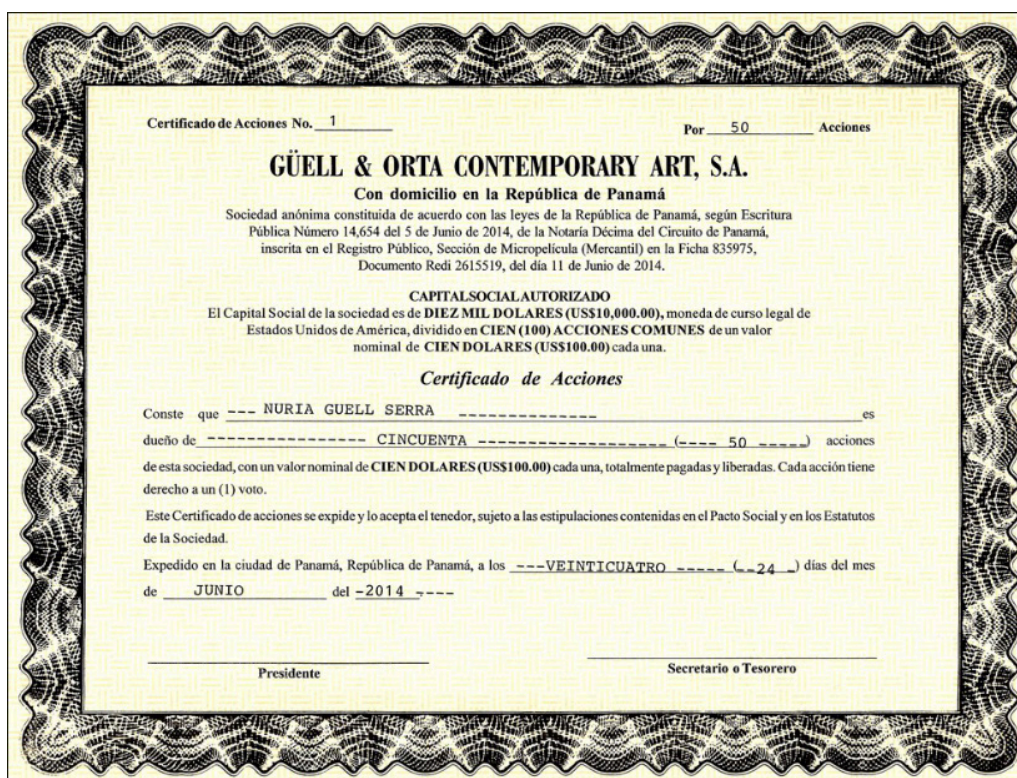 Certificado de Acciones No. 1 Por 50 Acciones
GÜELL & ORTA CONTEMPORARY ART, S.A.
Con domicilio en la República de Panamá
Sociedad anónima constituida de acuerdo con las leyes de la República de Panamá, según Escritura
Pública Número 14,654 del 5 de Junio de 2014, de la Notaría Décima del Circuito de Panamá,
inscrita en el Registro Público, Sección de Micropelícula (Mercantil) en la Ficha 835975,
Documento Redi 2615519, del día 11 de Junio de 2014.
CAPITAL SOCIAL AUTORIZADO
El Capital Social de la sociedad es de DIEZ MIL DOLARES (US$10,000.00), moneda de curso legal de
Estados Unidos de América, dividido en CIEN (100) ACCIONES COMUNES de un valor
nominal de CIEN DOLARES (US$100.00) cada una.
Certificado de Acciones
Conste que --- NURIA GUELL SERRA -------------- es
dueño de ---------------- CINCUENTA ------------------- (---- 50 -----) acciones
de esta sociedad, con un valor nominal de CIEN DOLARES (US$100.00) cada una, totalmente pagadas y liberadas. Cada acción tiene
derecho a un (1) voto.
Este Certificado de acciones se expide y lo acepta el tenedor, sujeto a las estipulaciones contenidas en el Pacto Social y en los Estatutos
de la Sociedad.
Expedido en la ciudad de Panamá, República de Panamá, a los ---VEINTICUATRO ----- (--24 -) días del mes
de JUNIO del -2014 ----
Presidente Secretario o Tesorero